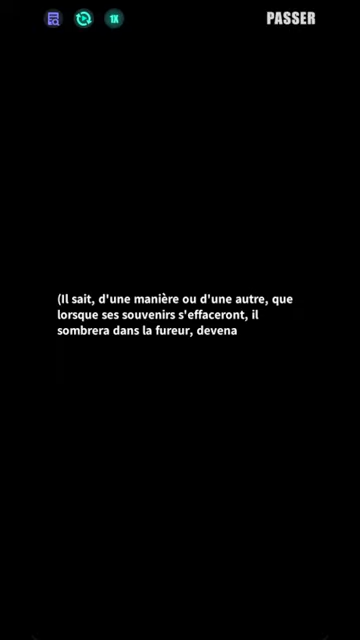 1X
PASSER
(Il sait, d'une manière ou d'une autre, que
lorsque ses souvenirs s'effaceront, il
sombrera dans la fureur, devena